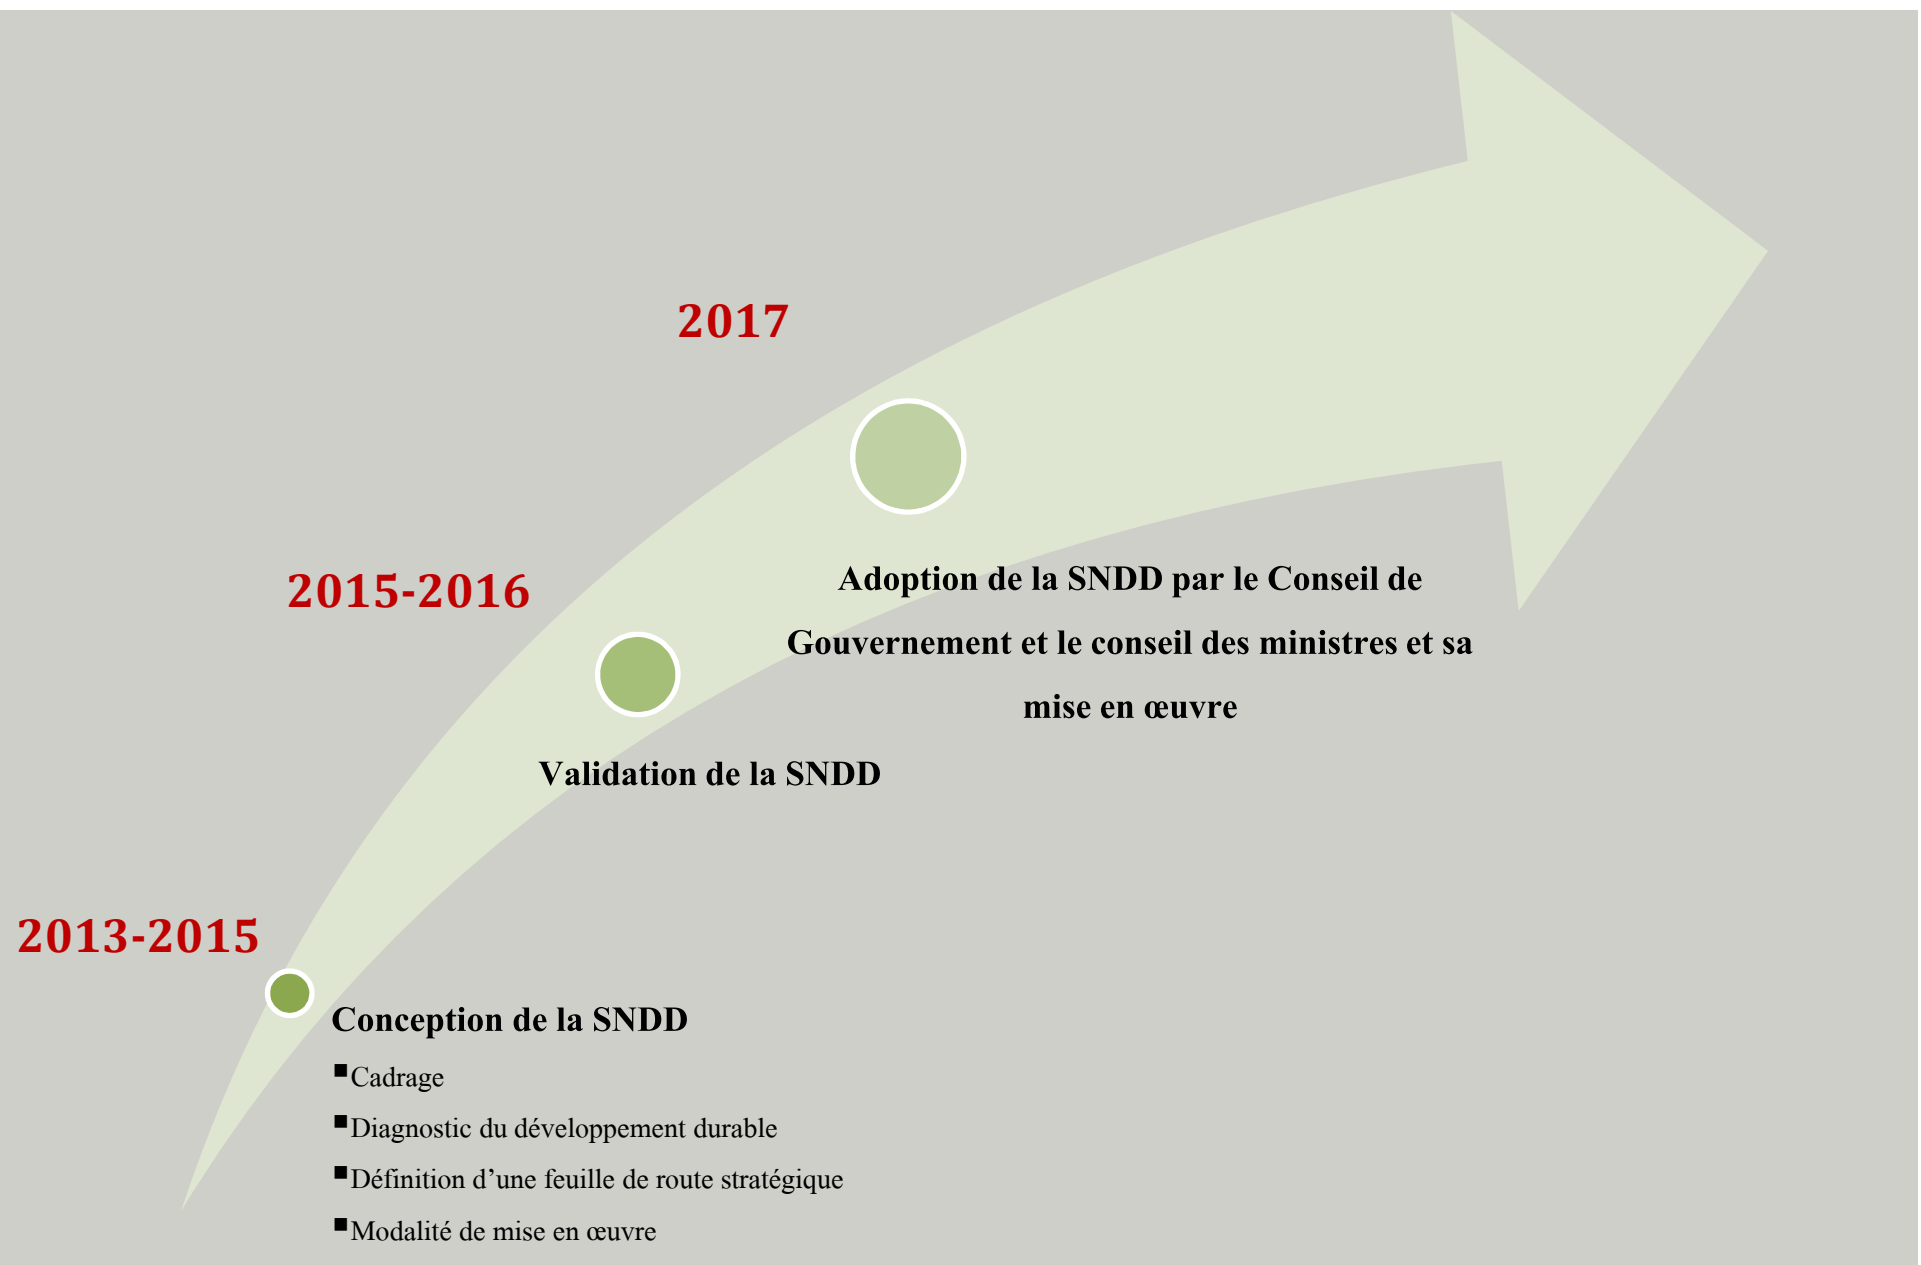 2017
Adoption de la SNDD par le Conseil de
Gouvernement et le conseil des ministres et sa
mise en œuvre
2015-2016
Validation de la SNDD
2013-2015
Conception de la SNDD
▪Cadrage
▪Diagnostic du développement durable
▪Définition d’une feuille de route stratégique
▪Modalité de mise en œuvre